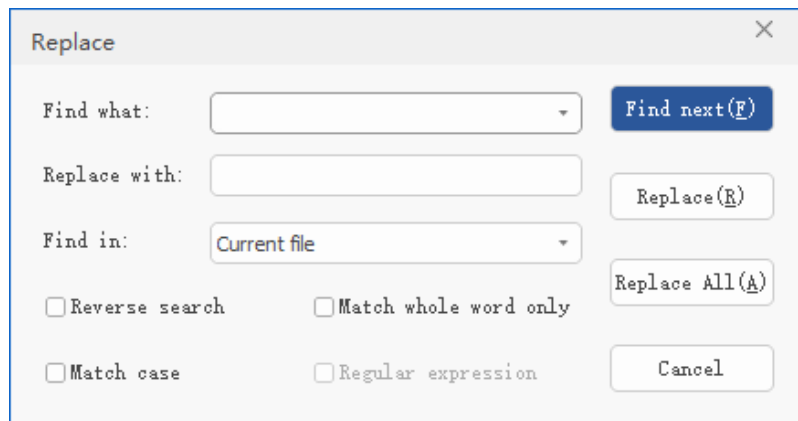 Replace
Find what:
Find next(F)
Replace with:
Replace(R)
Find in:
Current file
Replace All(A)
Reverse search
Match whole word only
Match case
Regular expression
Cancel